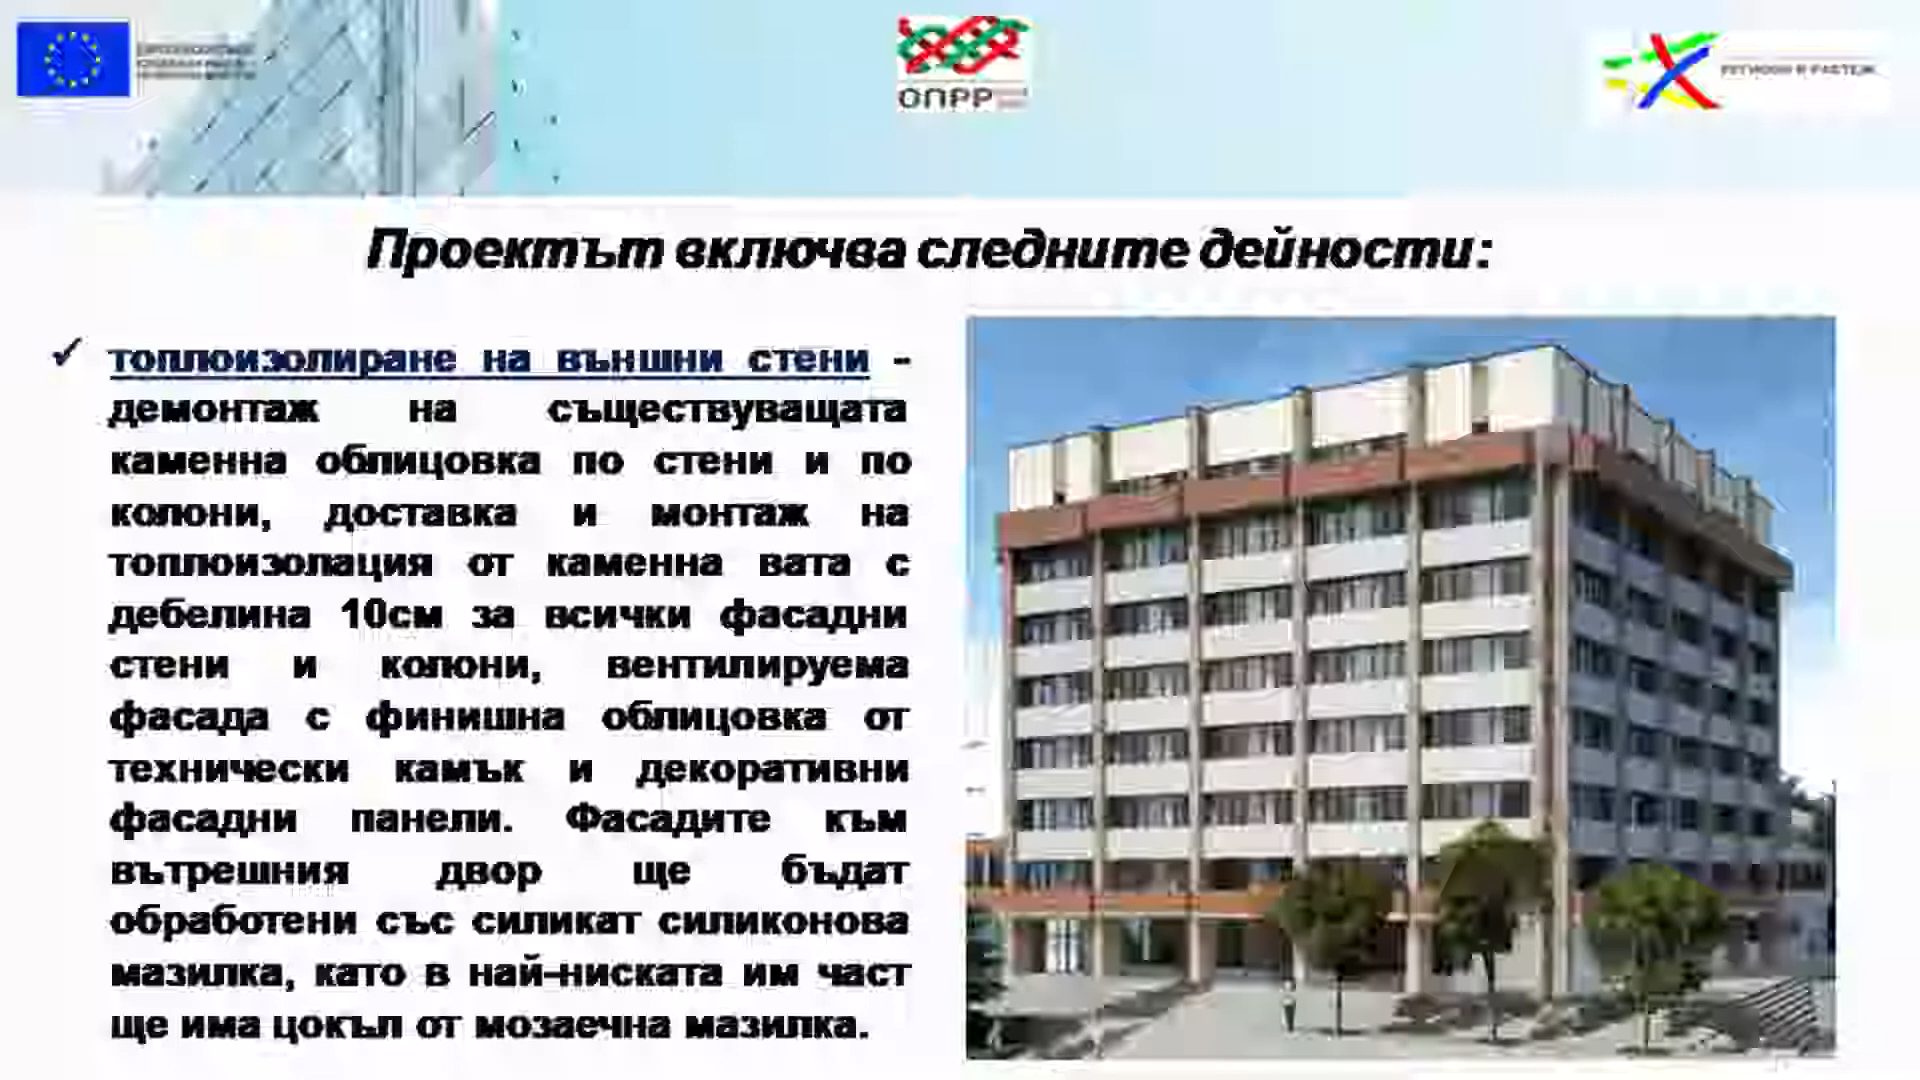 ОПРР
РЕГИОНИ В РАСТЕЖ
Проектът включва следните дейности:
✓ топлоизолиране на външни стени -
демонтаж на съществуващата
каменна облицовка по стени и по
колони, доставка и монтаж на
топлоизолация от каменна вата с
дебелина 10см за всички фасадни
стени и колони, вентилируема
фасада с финишна облицовка от
технически камък и декоративни
фасадни панели. Фасадите към
вътрешния двор ще бъдат
обработени със силикат силиконова
мазилка, като в най-ниската им част
ще има цокъл от мозаечна мазилка.